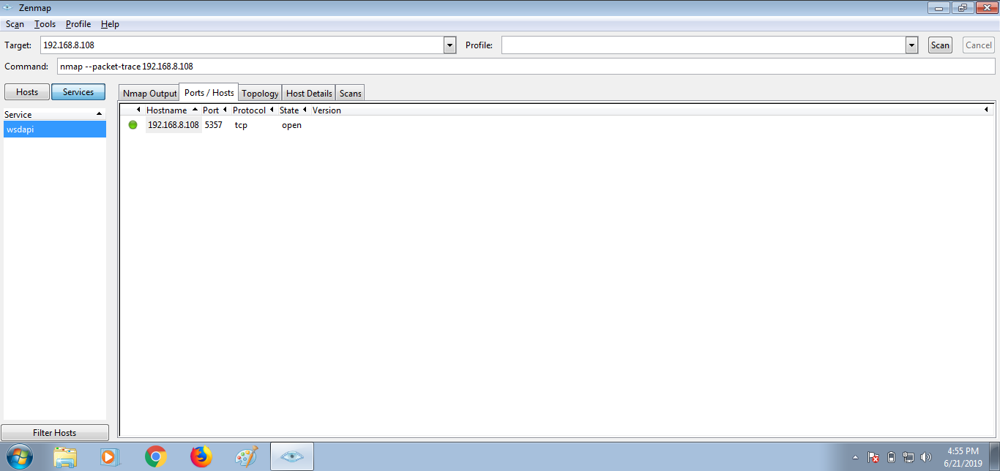 Zenmap
Scan Tools Profile Help
Target: 192.168.8.108 Profile: Scan Cancel
Command: nmap --packet-trace 192.168.8.108
Hosts Services Nmap Output Ports / Hosts Topology Host Details Scans
Service Hostname Port Protocol State Version
wsdapi 192.168.8.108 5357 tcp open
Filter Hosts
4:55 PM
6/21/2019